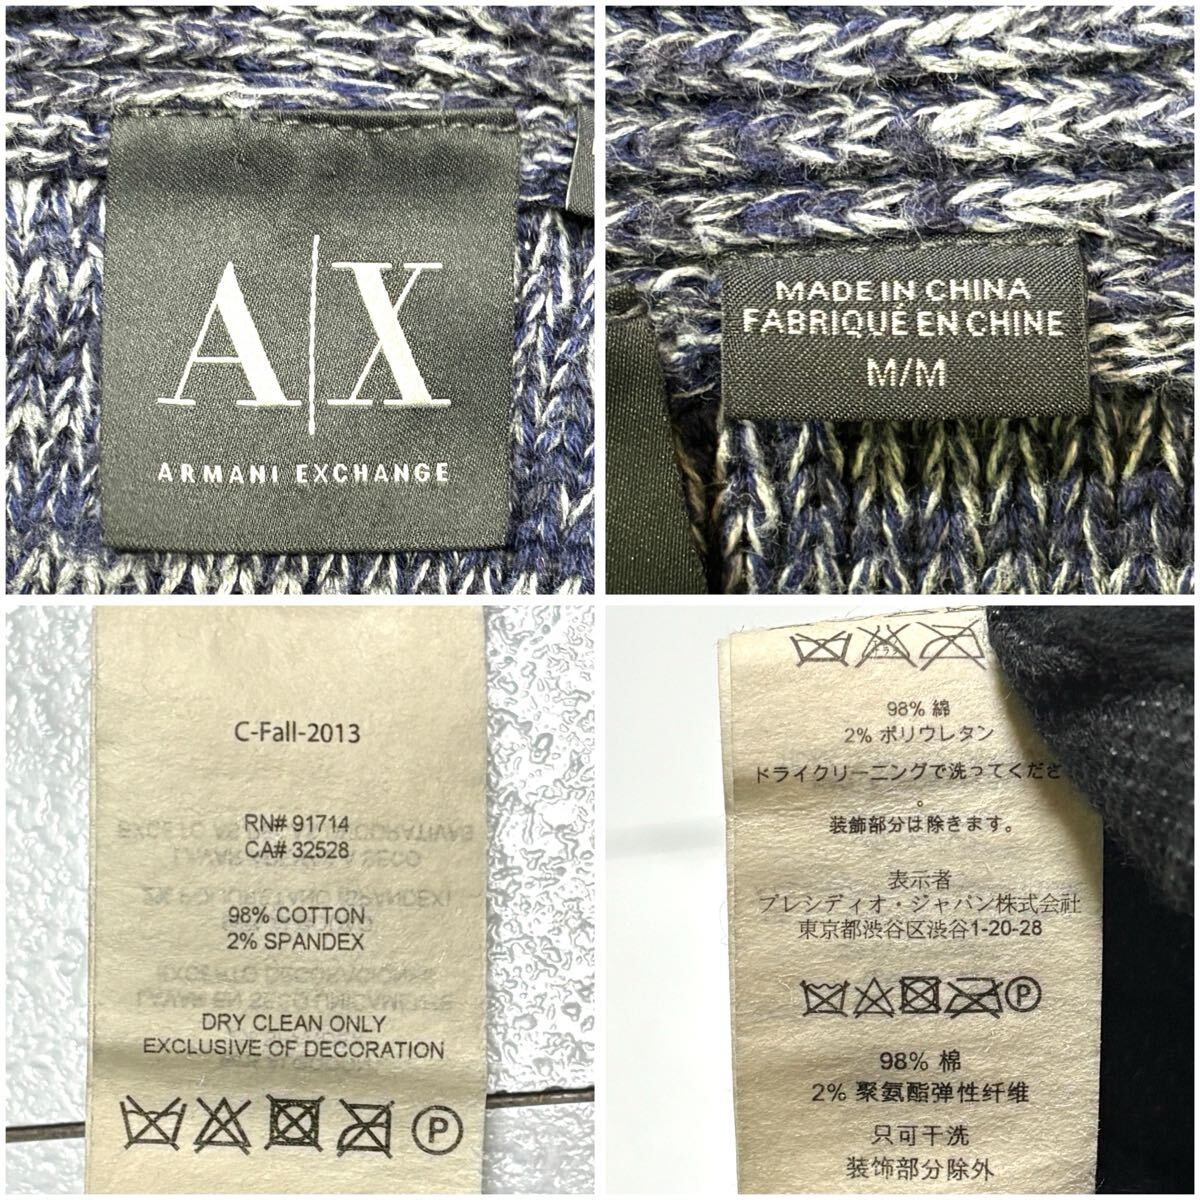 A|X
ARMANI EXCHANGE
MADE IN CHINA
FABRIQUÉ EN CHINE
M/M
C-Fall-2013
RN# 91714
CA# 32528
98% COTTON
2% SPANDEX
DRY CLEAN ONLY
EXCLUSIVE OF DECORATION
P
98% 綿
2% ポリウレタン
ドライクリーニングで洗ってくださ
。
装飾部分は除きます。
表示者
プレシディオ・ジャパン株式会社
東京都渋谷区渋谷1-20-28
P
98% 棉
2% 聚氨酯弹性纤维
只可干洗
装饰部分除外